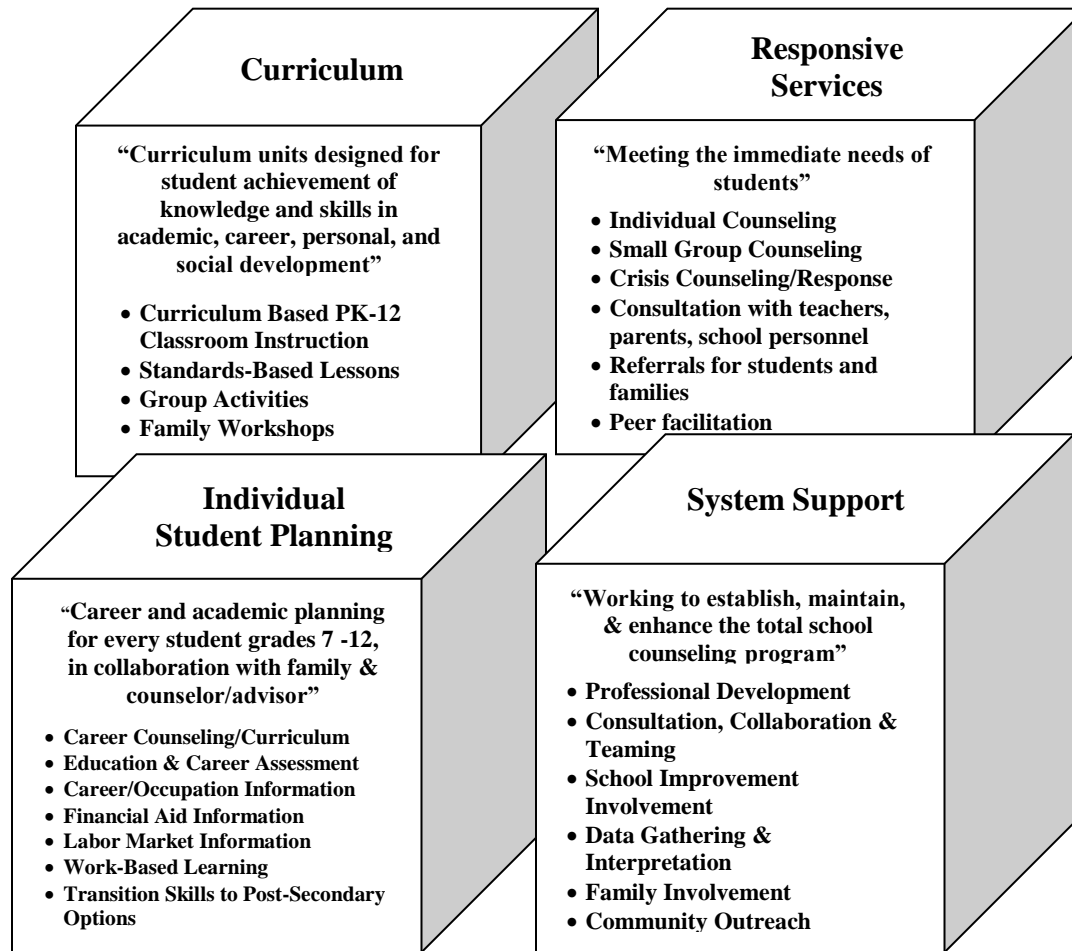 Curriculum
“Curriculum units designed for
student achievement of
knowledge and skills in
academic, career, personal, and
social development”
• Curriculum Based PK-12
Classroom Instruction
• Standards-Based Lessons
• Group Activities
• Family Workshops
Responsive
Services
“Meeting the immediate needs of
students”
• Individual Counseling
• Small Group Counseling
• Crisis Counseling/Response
• Consultation with teachers,
parents, school personnel
• Referrals for students and
families
• Peer facilitation
Individual
Student Planning
“Career and academic planning
for every student grades 7 -12,
in collaboration with family &
counselor/advisor”
• Career Counseling/Curriculum
• Education & Career Assessment
• Career/Occupation Information
• Financial Aid Information
• Labor Market Information
• Work-Based Learning
• Transition Skills to Post-Secondary
Options
System Support
“Working to establish, maintain,
& enhance the total school
counseling program”
• Professional Development
• Consultation, Collaboration &
Teaming
• School Improvement
Involvement
• Data Gathering &
Interpretation
• Family Involvement
• Community Outreach